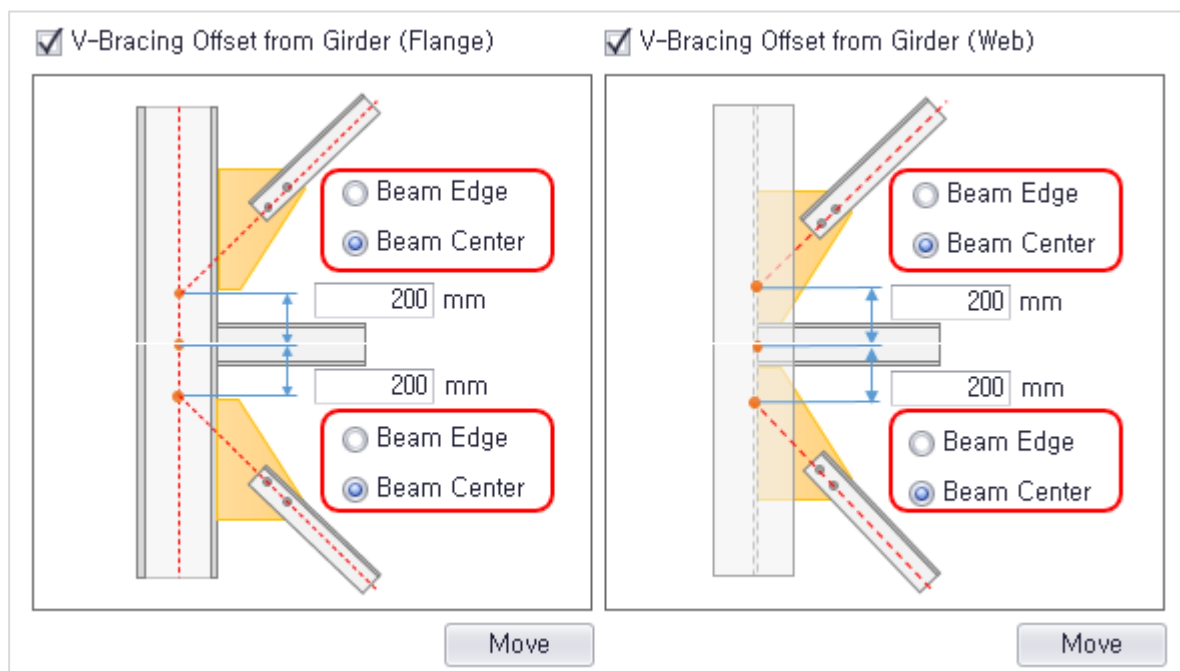 V-Bracing Offset from Girder (Flange)
Beam Edge
Beam Center
200 mm
200 mm
Beam Edge
Beam Center
Move
V-Bracing Offset from Girder (Web)
Beam Edge
Beam Center
200 mm
200 mm
Beam Edge
Beam Center
Move